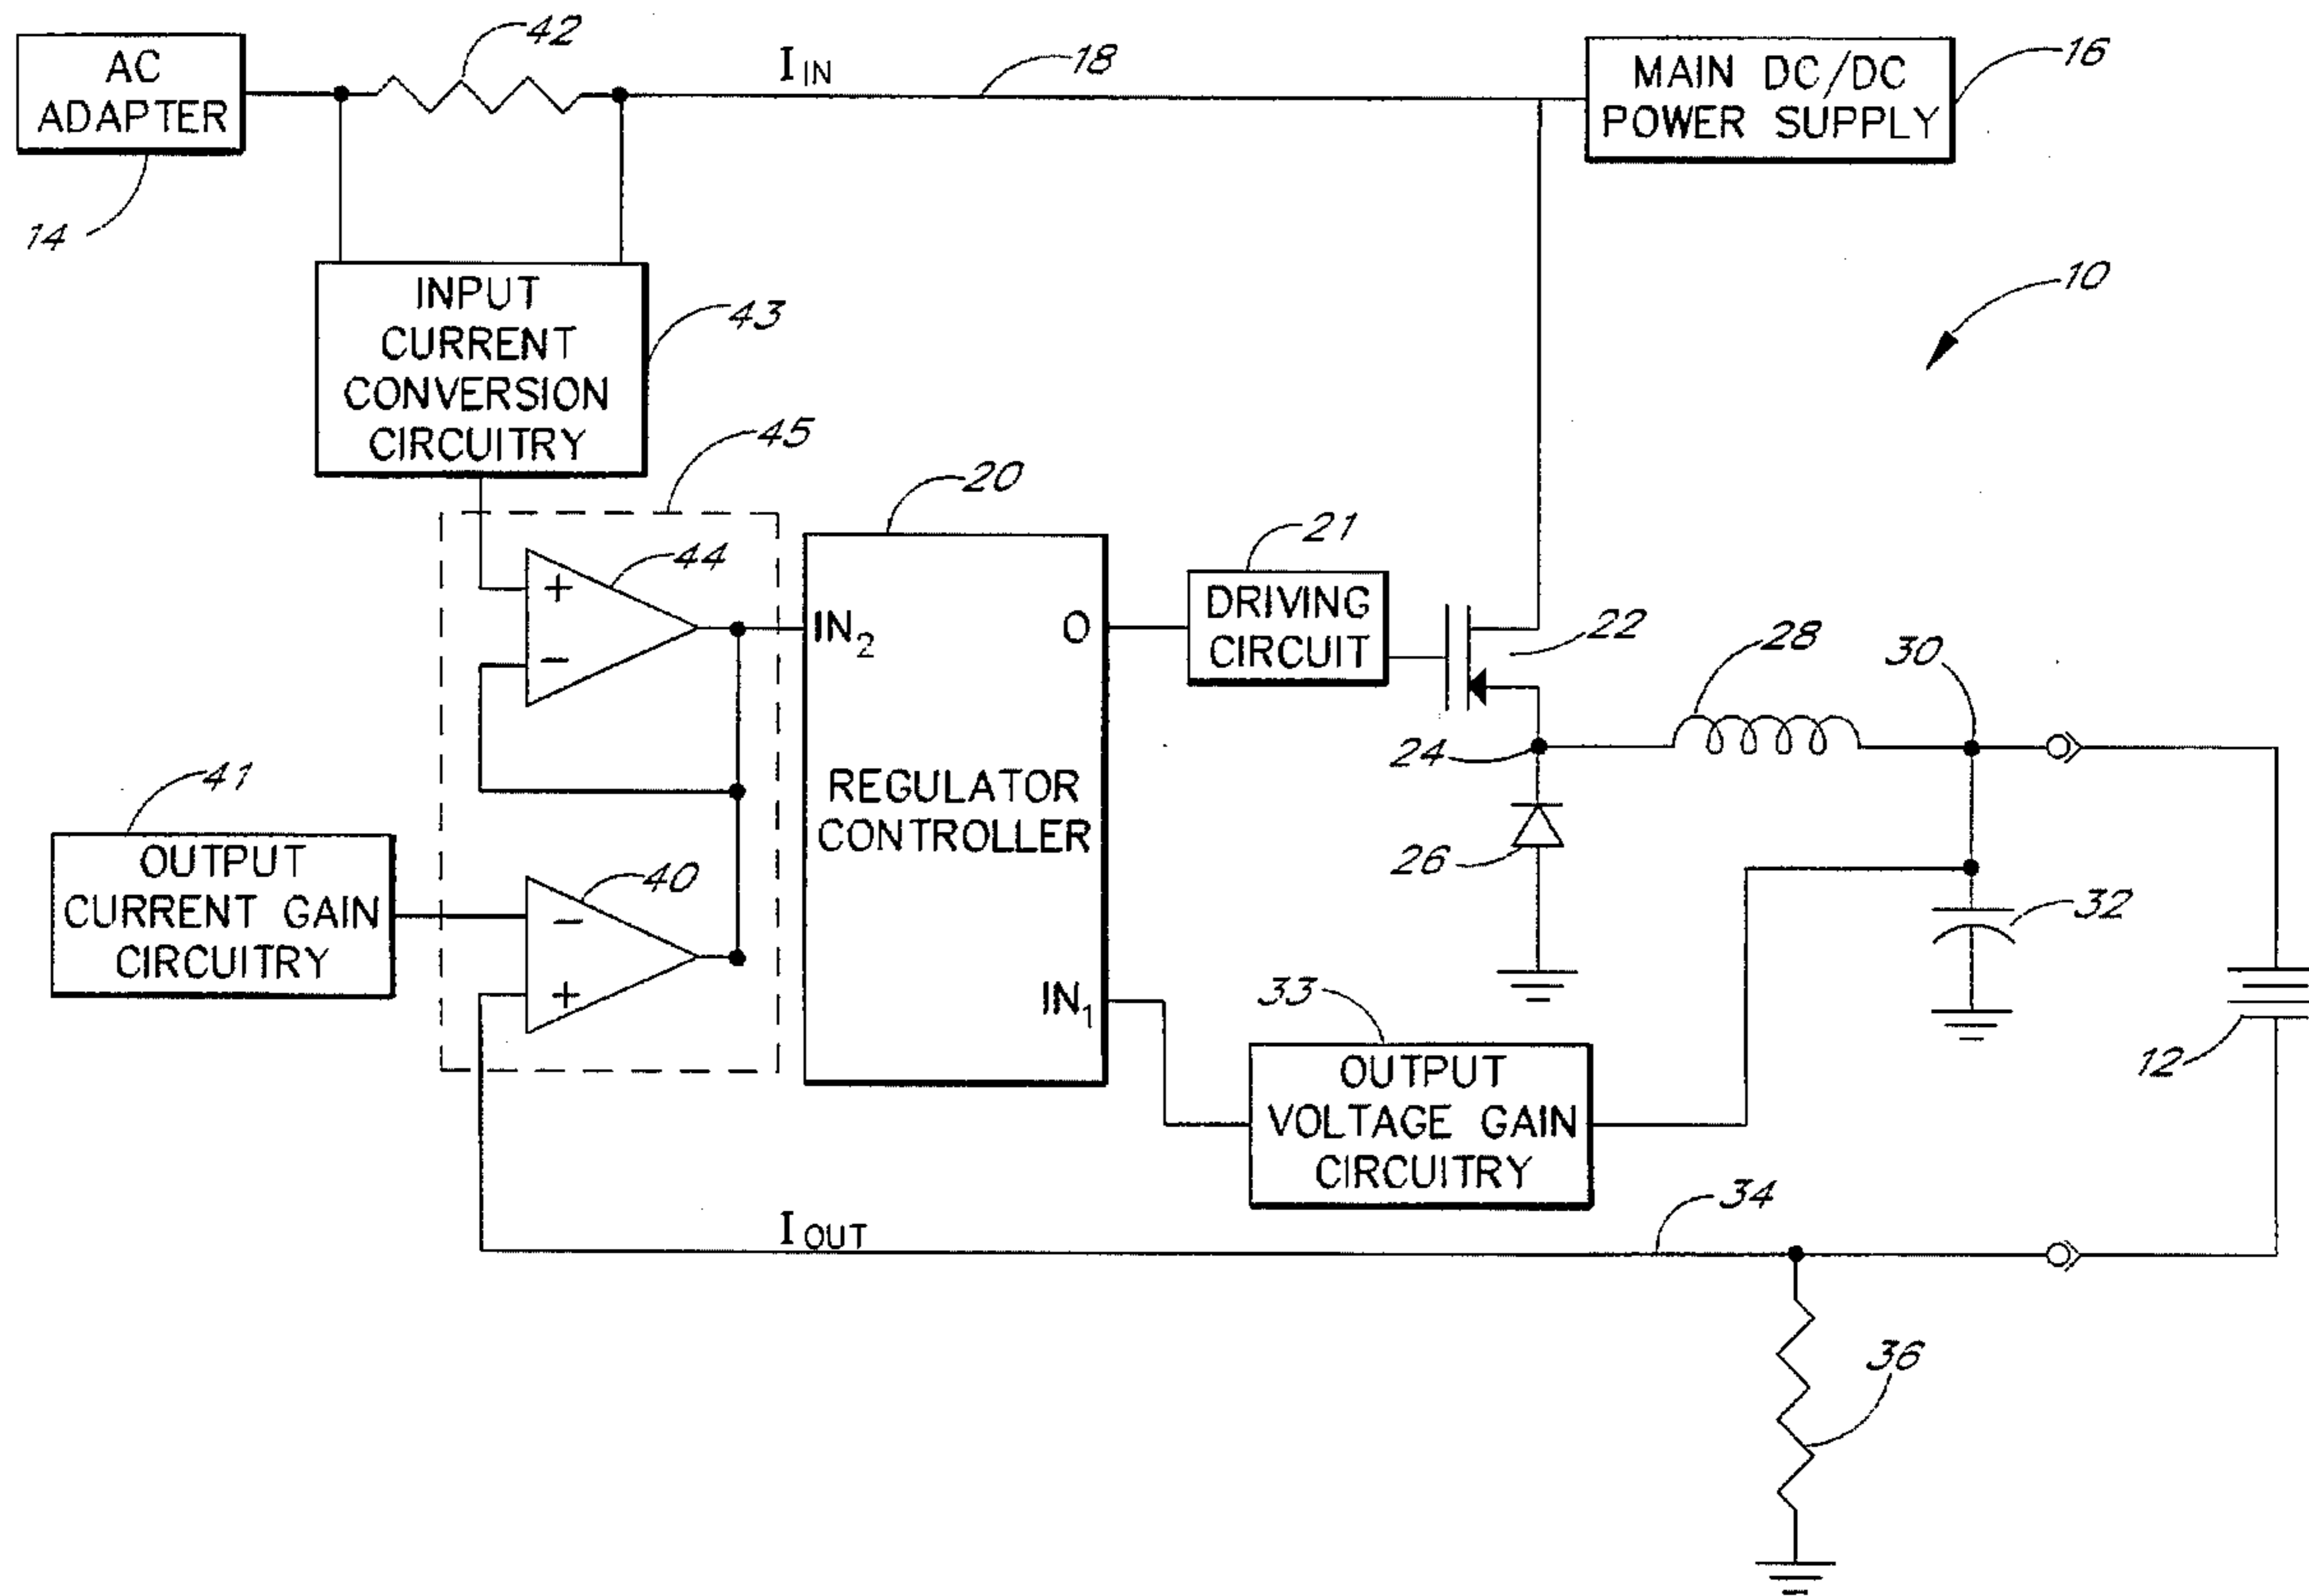 AC
ADAPTER
14
42
I IN
18
MAIN DC/DC
POWER SUPPLY
16
10
INPUT
CURRENT
CONVERSION
CIRCUITRY
43
45
44
+
−
20
IN2
O
REGULATOR
CONTROLLER
IN1
21
DRIVING
CIRCUIT
22
24
26
28
30
32
12
41
OUTPUT
CURRENT GAIN
CIRCUITRY
40
−
+
33
OUTPUT
VOLTAGE GAIN
CIRCUITRY
I OUT
34
36